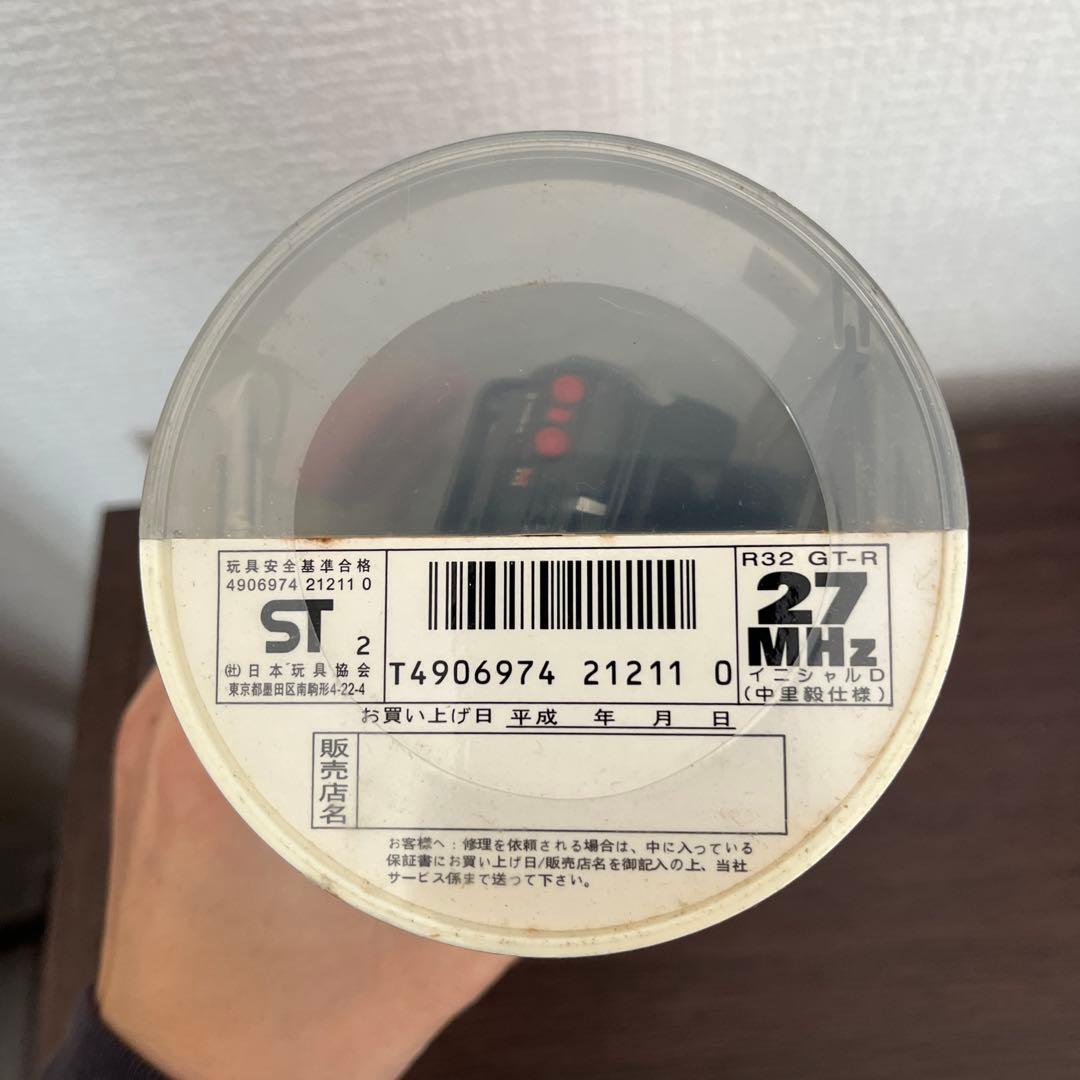 玩具安全基準合格
4906974 21211 0
ST 2
(社)日本玩具協会
東京都墨田区南駒形4-22-4
T4906974 21211 0
R32 GT-R
27
MHz
イニシャルD
(中里毅仕様)
お買い上げ日 平成 年 月 日
販売店名
お客様へ:修理を依頼される場合は、中に入っている
保証書にお買い上げ日/販売店名を御記入の上、当社
サービス係まで送って下さい。